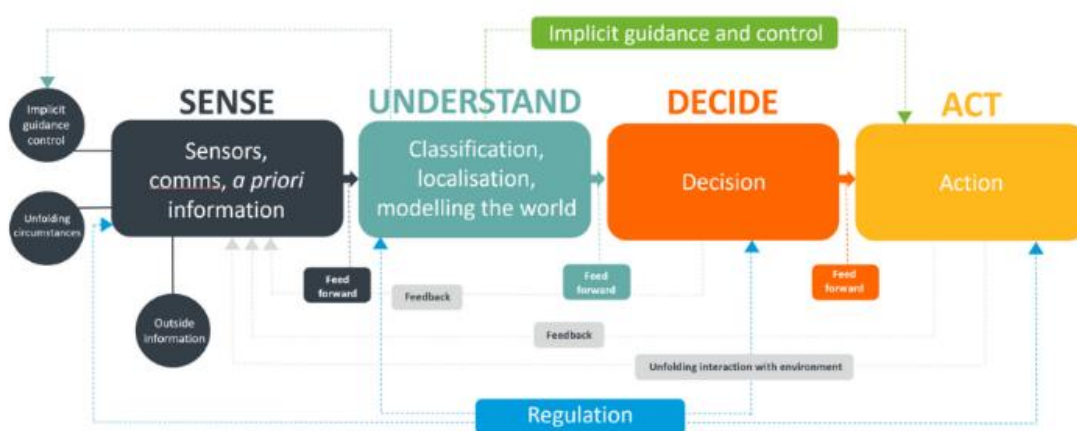 Implicit guidance and control
SENSE
UNDERSTAND
DECIDE
ACT
Implicit
guidance
control
Sensors,
comms, a priori
information
Classification,
localisation,
modelling the world
Decision
Action
Unfolding
circumstances
Outside
information
Feed
forward
Feedback
Feed
forward
Feed
forward
Feedback
Unfolding interaction with environment
Regulation